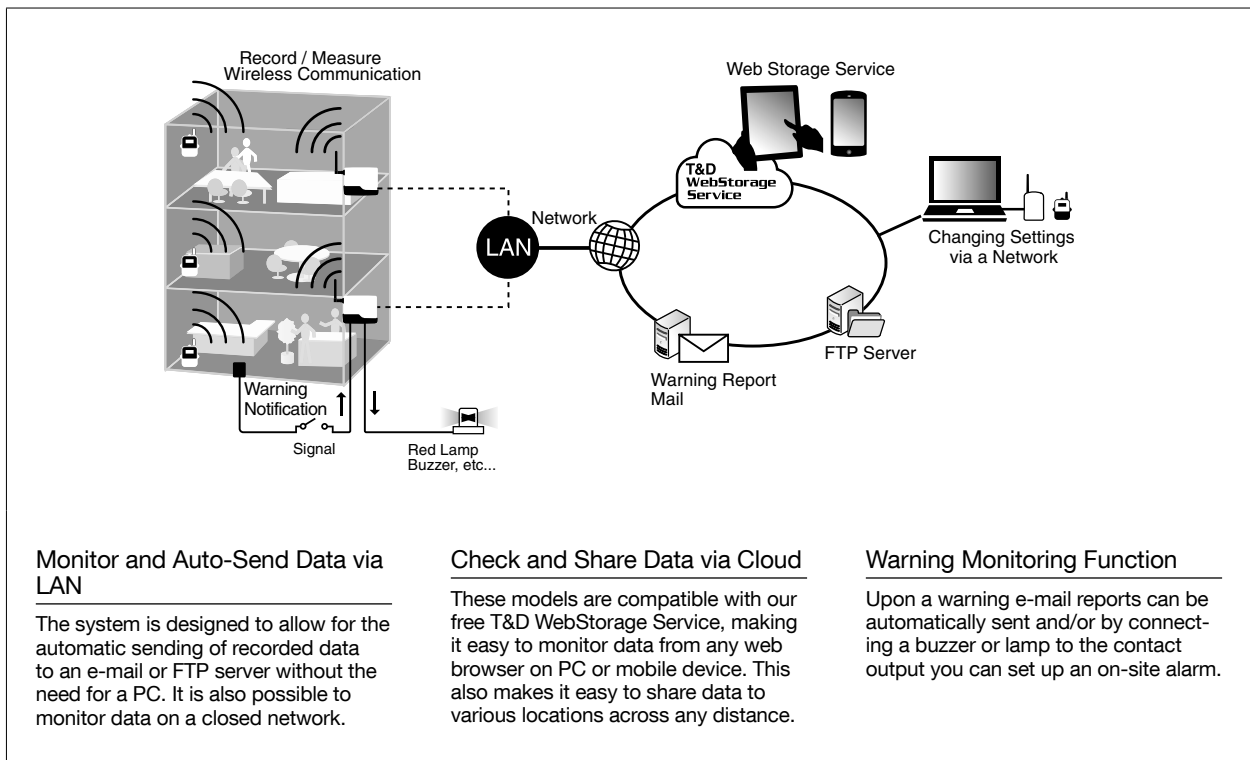 Record / Measure
Wireless Communication
Web Storage Service
T&D
WebStorage
Service
Network
LAN
Changing Settings
via a Network
FTP Server
Warning Report
Mail
Warning
Notification
Signal
Red Lamp
Buzzer, etc...
Monitor and Auto-Send Data via
LAN
The system is designed to allow for the
automatic sending of recorded data
to an e-mail or FTP server without the
need for a PC. It is also possible to
monitor data on a closed network.
Check and Share Data via Cloud
These models are compatible with our
free T&D WebStorage Service, making
it easy to monitor data from any web
browser on PC or mobile device. This
also makes it easy to share data to
various locations across any distance.
Warning Monitoring Function
Upon a warning e-mail reports can be
automatically sent and/or by connect-
ing a buzzer or lamp to the contact
output you can set up an on-site alarm.